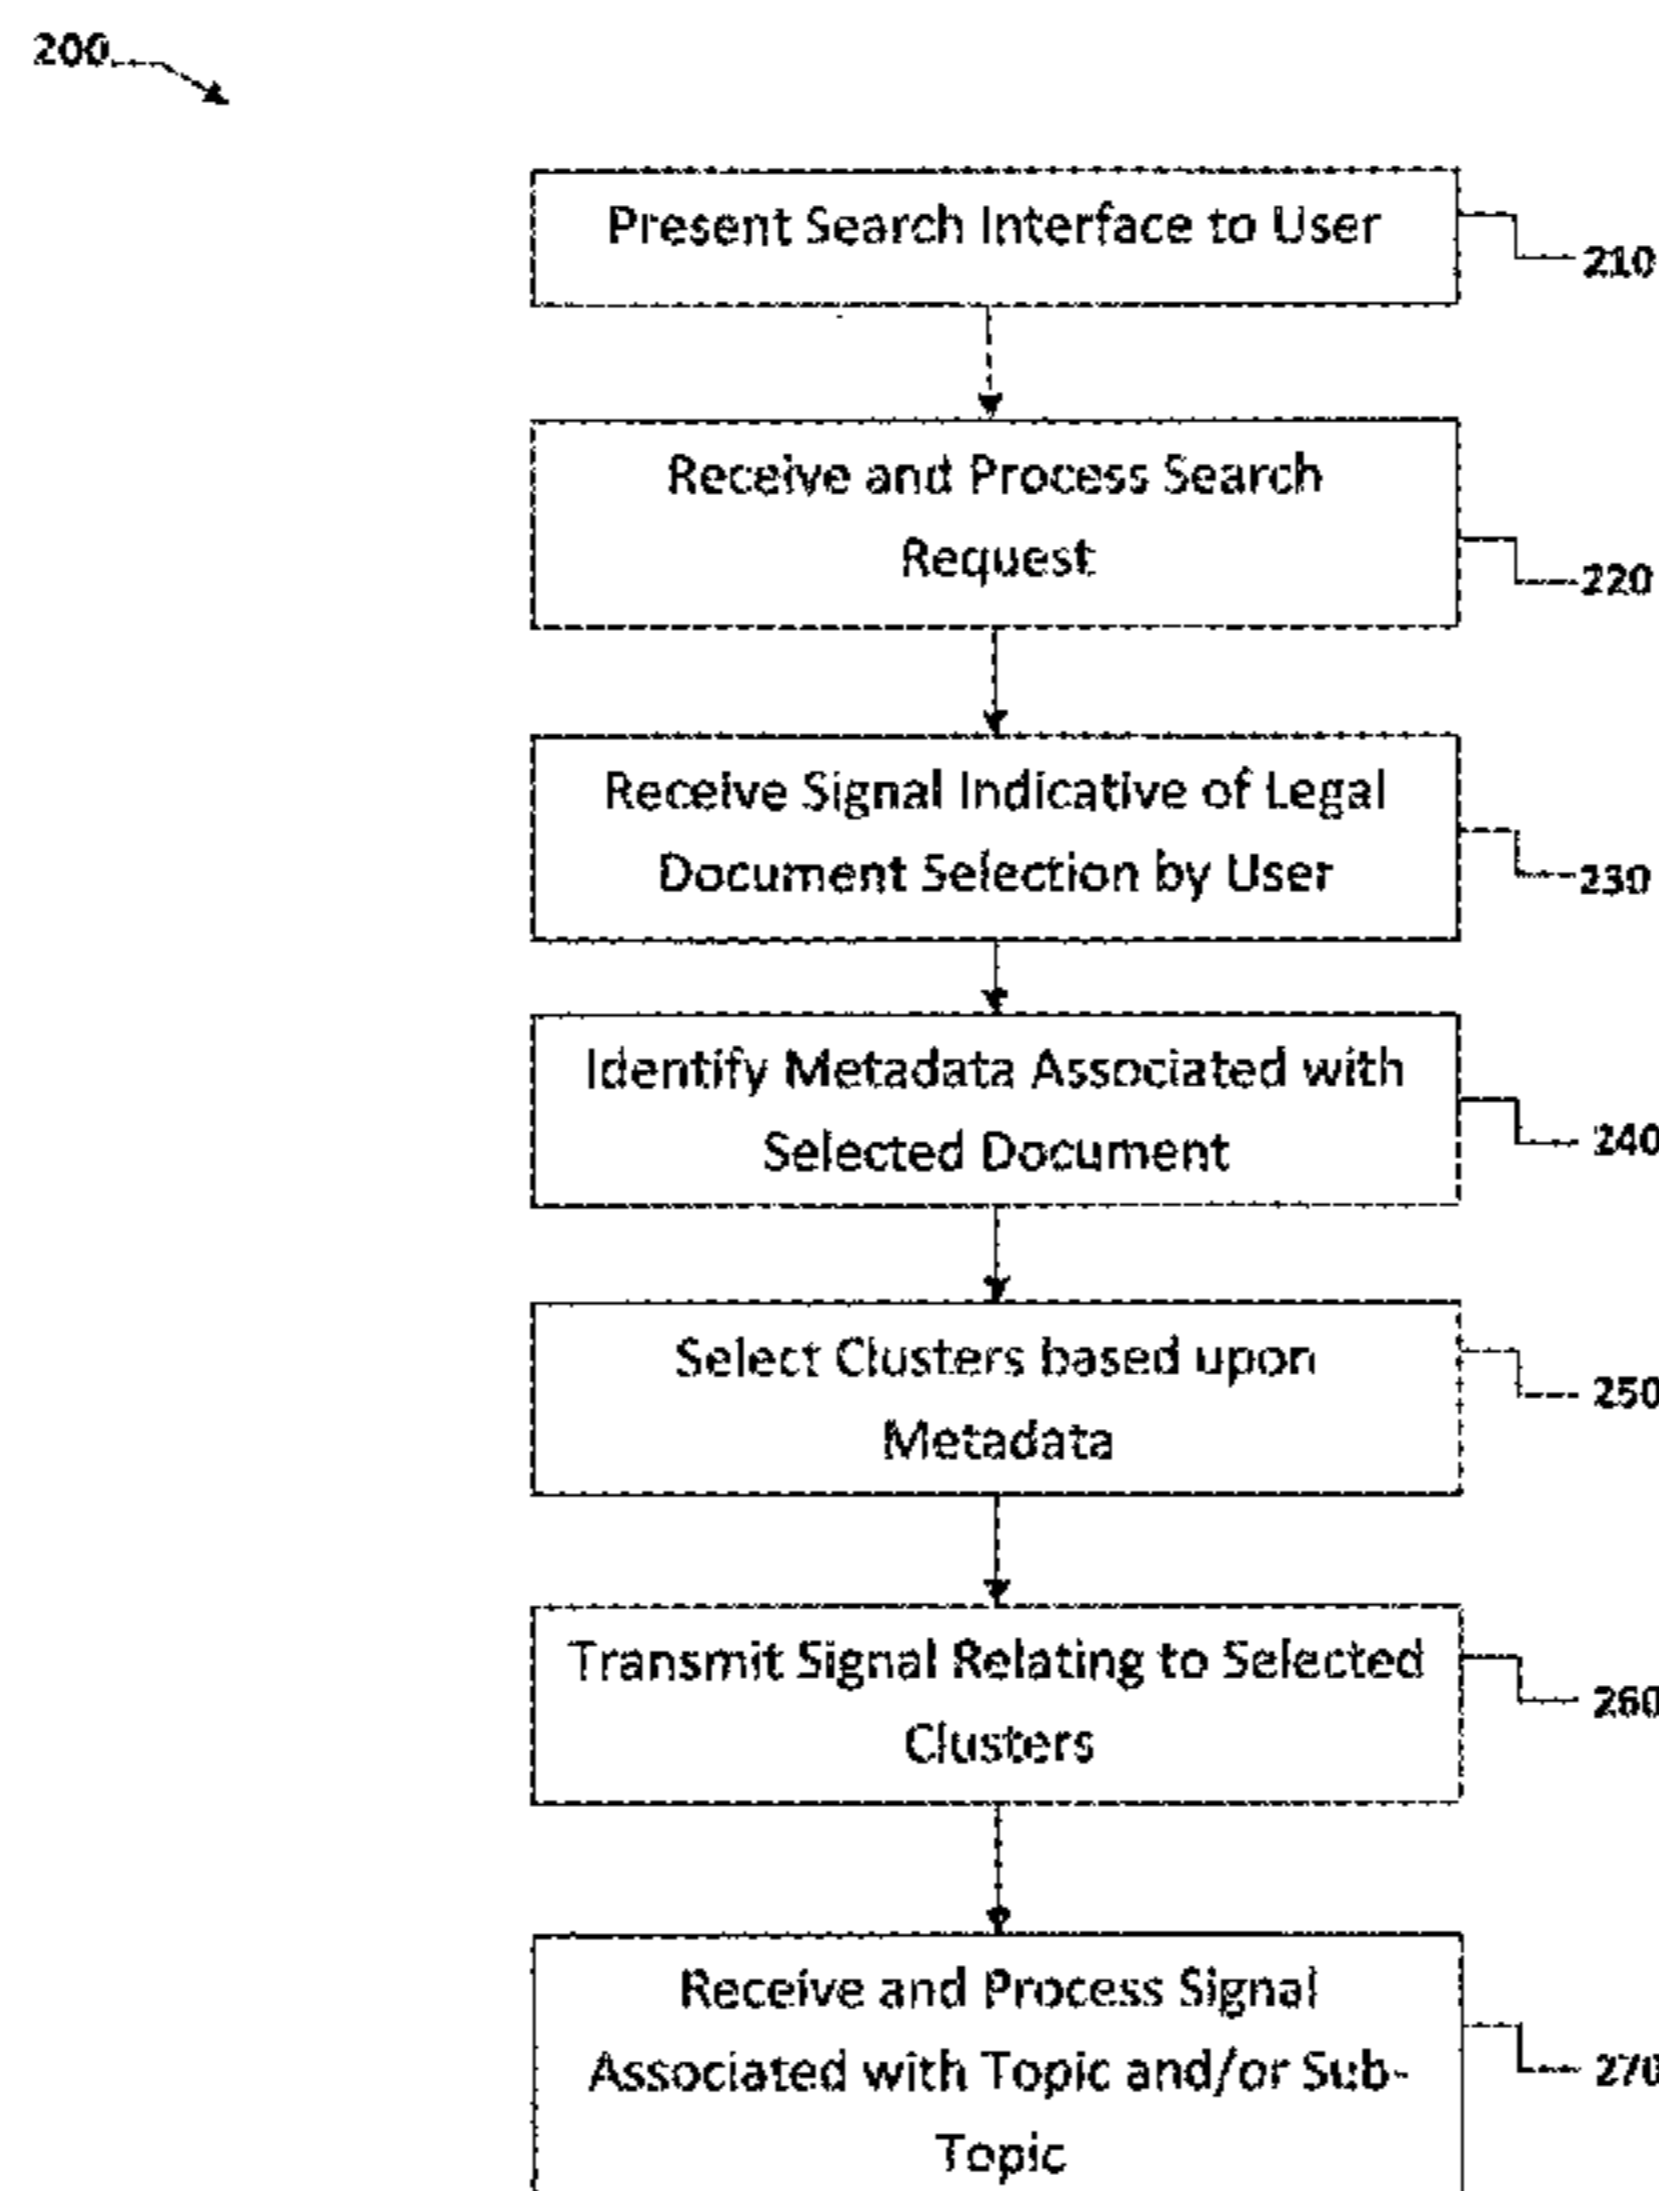 200
Present Search Interface to User
210
Receive and Process Search
Request
220
Receive Signal Indicative of Legal
Document Selection by User
230
Identify Metadata Associated with
Selected Document
240
Select Clusters based upon
Metadata
250
Transmit Signal Relating to Selected
Clusters
260
Receive and Process Signal
Associated with Topic and/or Sub-
Topic
270